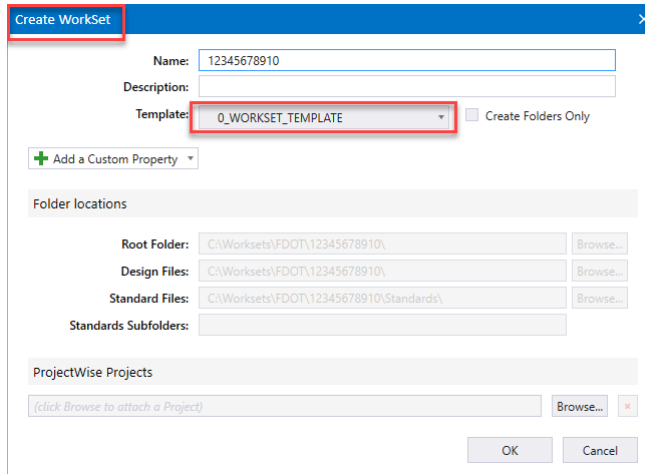 Create WorkSet
Name: 12345678910
Description:
Template: 0_WORKSET_TEMPLATE Create Folders Only
Add a Custom Property
Folder locations
Root Folder: C:\Worksets\FDOT\12345678910\ Browse...
Design Files: C:\Worksets\FDOT\12345678910\ Browse...
Standard Files: C:\Worksets\FDOT\12345678910\Standards\ Browse...
Standards Subfolders:
ProjectWise Projects
(click Browse to attach a Project) Browse...
OK Cancel